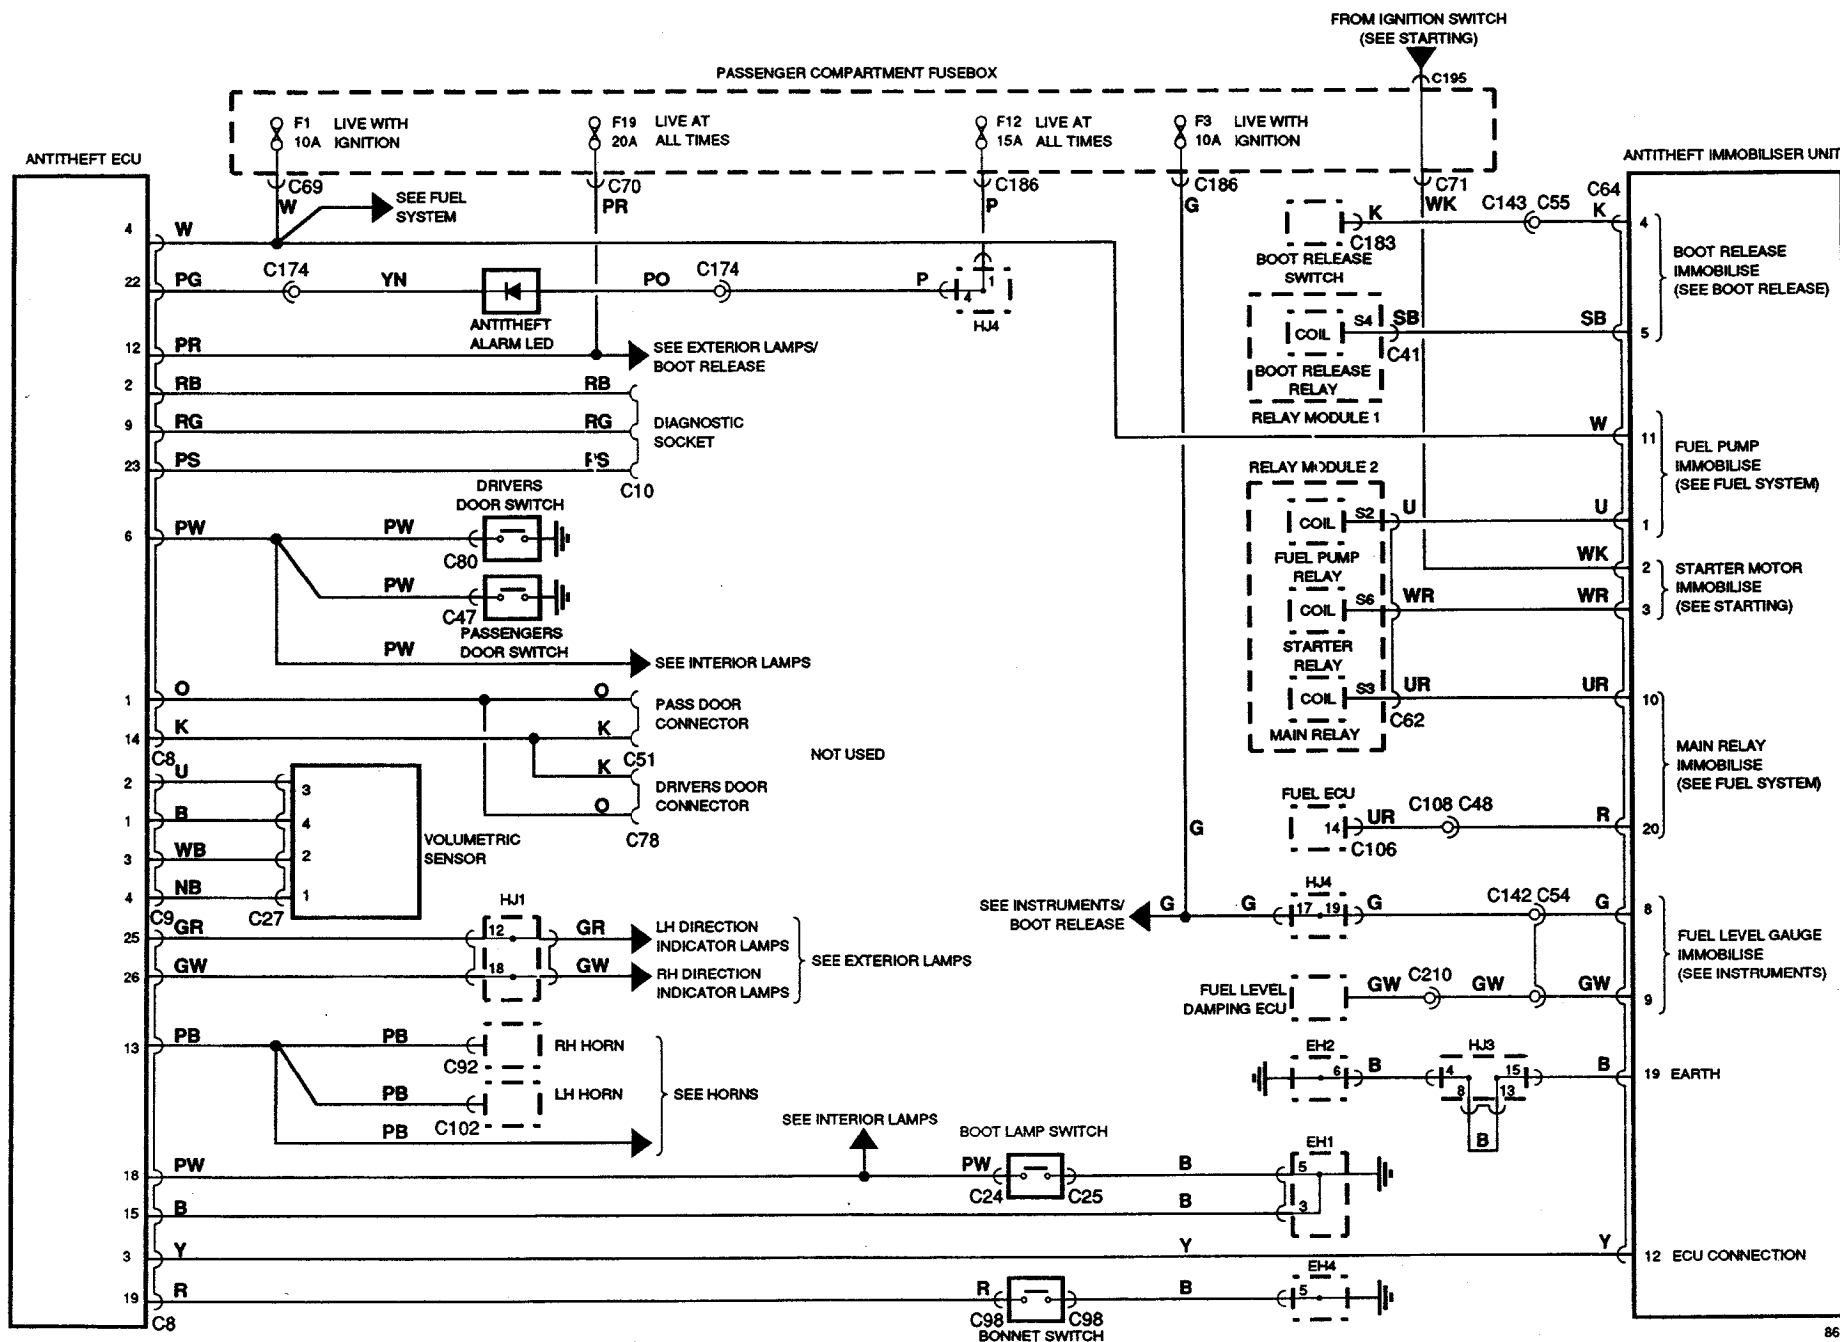 FROM IGNITION SWITCH
(SEE STARTING)
C195
PASSENGER COMPARTMENT FUSEBOX
F1 LIVE WITH
10A IGNITION
F19 LIVE AT
20A ALL TIMES
F12 LIVE AT
15A ALL TIMES
F3 LIVE WITH
10A IGNITION
ANTITHEFT ECU
ANTITHEFT IMMOBILISER UNIT
C69
C70
C186
C186
C71
C64
W
SEE FUEL
SYSTEM
PR
P
G
WK
K
C183
C143 C55
K
4
BOOT RELEASE
SWITCH
BOOT RELEASE
IMMOBILISE
(SEE BOOT RELEASE)
4 W
22 PG
C174
YN
ANTITHEFT
ALARM LED
PO
C174
P
4
1
HJ4
COIL
S4
SB
C41
SB
5
BOOT RELEASE
RELAY
RELAY MODULE 1
12 PR
SEE EXTERIOR LAMPS/
BOOT RELEASE
2 RB
RB
9 RG
RG
DIAGNOSTIC
SOCKET
23 PS
PS
C10
W
11
FUEL PUMP
IMMOBILISE
(SEE FUEL SYSTEM)
RELAY MODULE 2
COIL
S2
U
U
1
FUEL PUMP
RELAY
WK
2
STARTER MOTOR
IMMOBILISE
(SEE STARTING)
COIL
S6
WR
WR
3
STARTER
RELAY
COIL
S3
UR
C62
UR
10
MAIN RELAY
DRIVERS
DOOR SWITCH
6 PW
PW
C80
PW
C47
PASSENGERS
DOOR SWITCH
PW
SEE INTERIOR LAMPS
1 O
O
PASS DOOR
CONNECTOR
14 K
K
C8
C51
NOT USED
K
DRIVERS DOOR
CONNECTOR
O
C78
MAIN RELAY
IMMOBILISE
(SEE FUEL SYSTEM)
2 U
3
1 B
4
3 WB
2
4 NB
1
C9
C27
VOLUMETRIC
SENSOR
FUEL ECU
14
UR
C106
C108 C48
R
20
G
HJ1
25 GR
12
GR
LH DIRECTION
INDICATOR LAMPS
26 GW
18
GW
RH DIRECTION
INDICATOR LAMPS
SEE EXTERIOR LAMPS
SEE INSTRUMENTS/
BOOT RELEASE
G
G
HJ4
17 19
G
C142 C54
G
8
FUEL LEVEL GAUGE
IMMOBILISE
(SEE INSTRUMENTS)
FUEL LEVEL
DAMPING ECU
GW
C210
GW
GW
9
13 PB
PB
C92
RH HORN
PB
C102
LH HORN
PB
SEE HORNS
EH2
6
B
HJ3
4
15
8
13
B
B
19 EARTH
SEE INTERIOR LAMPS
BOOT LAMP SWITCH
18 PW
PW
C24
C25
B
EH1
5
15 B
B
3
3 Y
Y
Y
12 ECU CONNECTION
19 R
C8
R
C98
C98
BONNET SWITCH
B
EH4
5
86